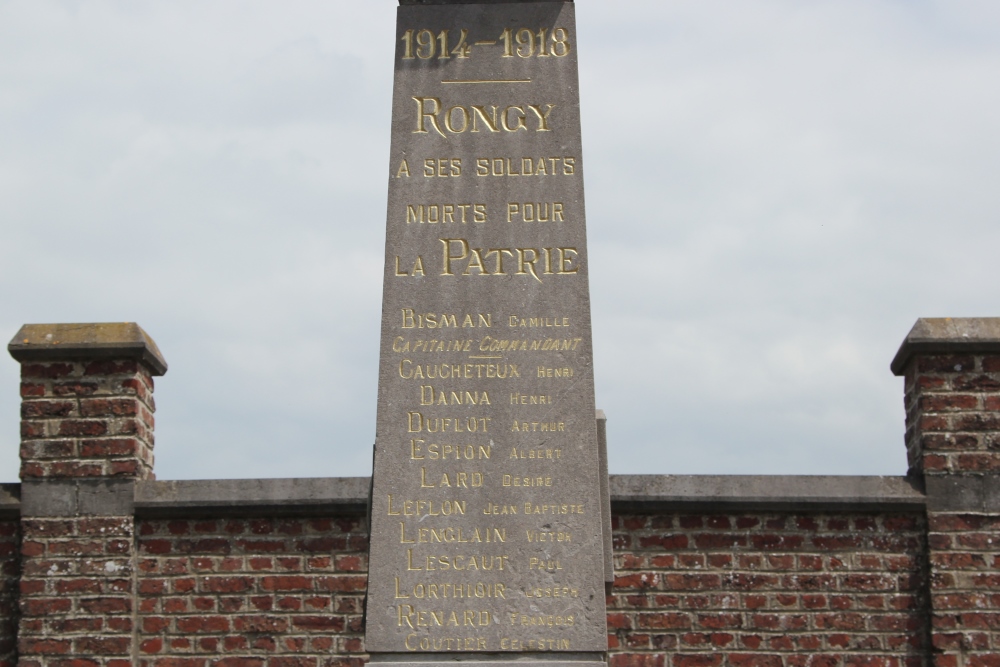 1914-1918
RONGY
A SES SOLDATS
MORTS POUR
LA PATRIE
BISMAN CAMILLE
CAPITAINE COMMANDANT
CAUCHETEUX HENRI
DANNA HENRI
DUFLOT ARTHUR
ESPION ALBERT
LARD DESIRE
LEFLON JEAN BAPTISTE
LENGLAIN VICTOR
LESCAUT PAUL
LORTHIOIR JOSEPH
RENARD FRANÇOIS
COUTIER CELESTIN